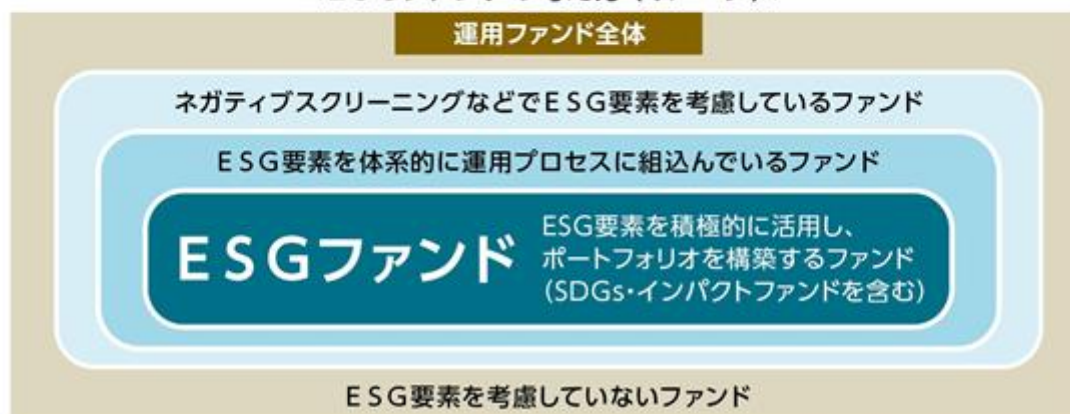 運用ファンド全体
ネガティブスクリーニングなどでESG要素を考慮しているファンド
ESG要素を体系的に運用プロセスに組込んでいるファンド
ESGファンド
ESG要素を積極的に活用し、
ポートフォリオを構築するファンド
(SDGs・インパクトファンドを含む)
ESG要素を考慮していないファンド